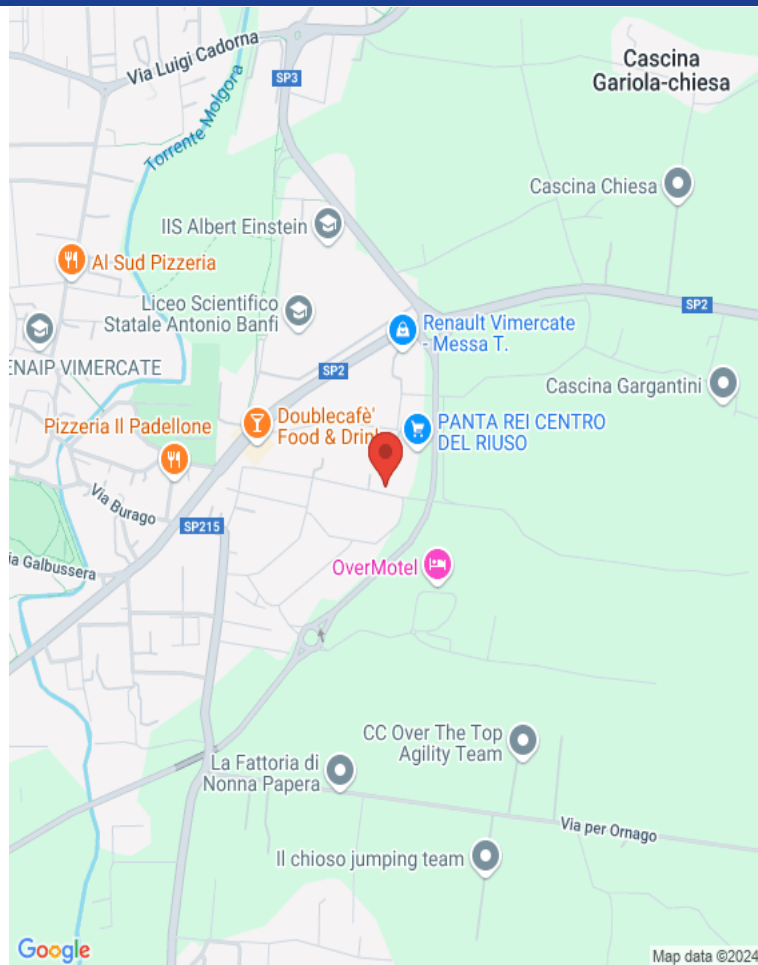 Via Luigi Cadorna
Cascina
Gariola-chiesa
SP3
Torrente Molgora
Cascina Chiesa
IIS Albert Einstein
Al Sud Pizzeria
Liceo Scientifico
Statale Antonio Banfi
SP2
Renault Vimercate
- Messa T.
ENAIP VIMERCATE
SP2
Cascina Gargantini
Doublecafè'
Food & Drink
PANTA REI CENTRO
DEL RIUSO
Pizzeria Il Padellone
Via Burago
SP215
ia Galbussera
OverMotel
CC Over The Top
Agility Team
La Fattoria di
Nonna Papera
Via per Ornago
Il chioso jumping team
Google
Map data ©2024